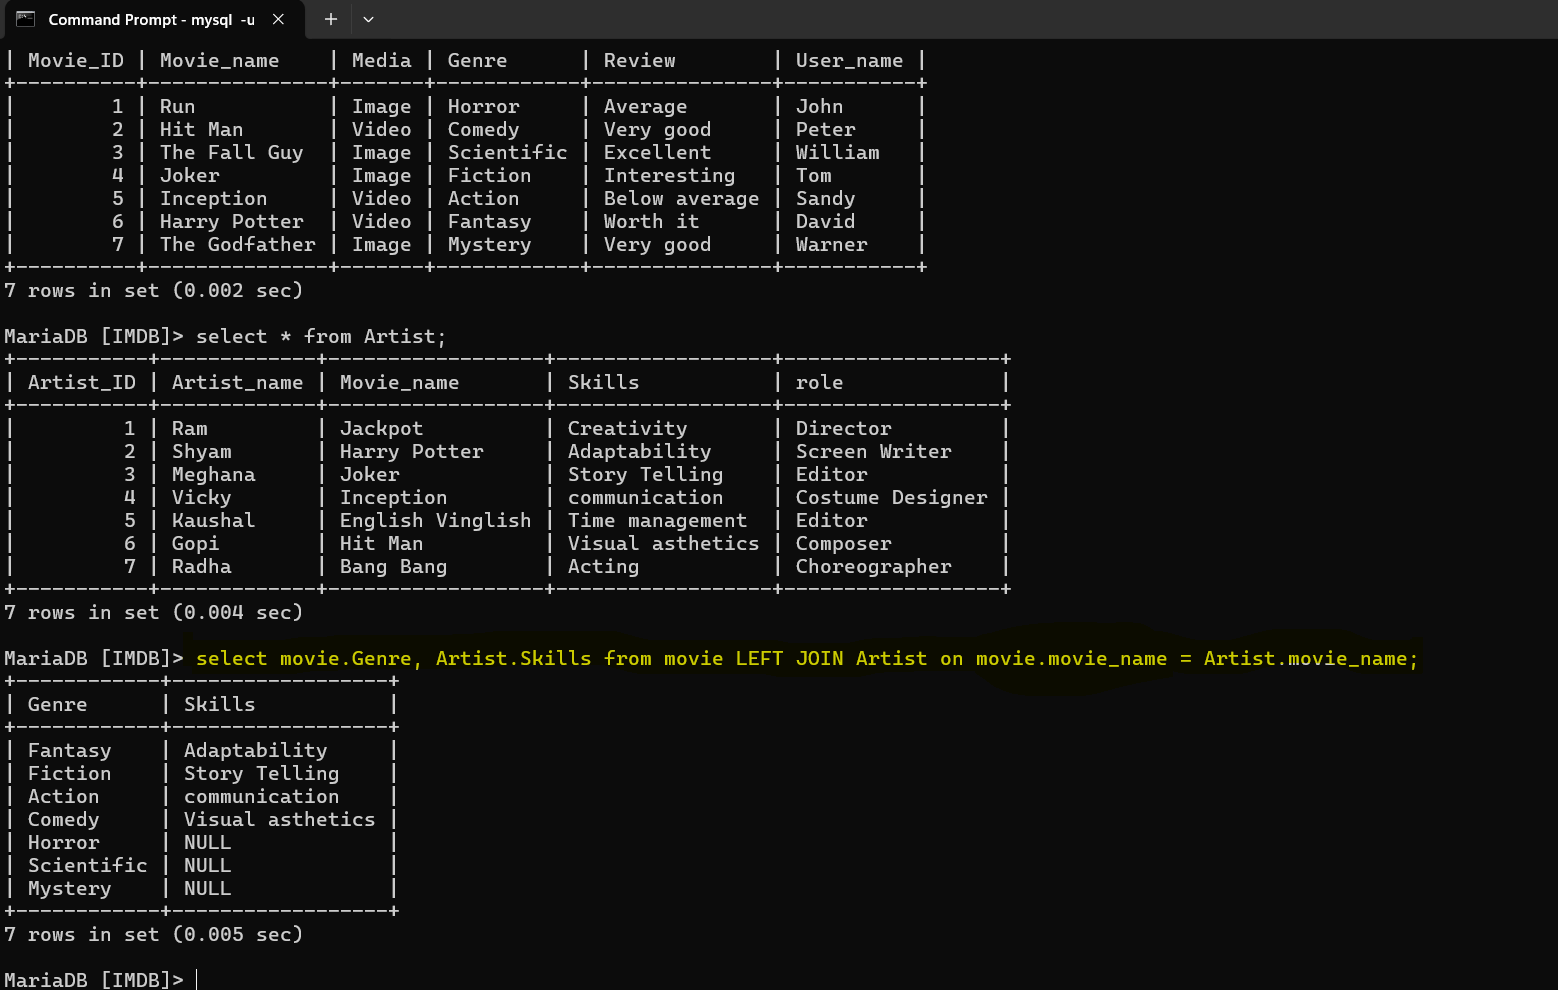 Command Prompt - mysql -u
| Movie_ID | Movie_name    | Media | Genre      | Review        | User_name |
+----------+---------------+-------+------------+---------------+-----------+
|        1 | Run           | Image | Horror     | Average       | John      |
|        2 | Hit Man       | Video | Comedy     | Very good     | Peter     |
|        3 | The Fall Guy  | Image | Scientific | Excellent     | William   |
|        4 | Joker         | Image | Fiction    | Interesting   | Tom       |
|        5 | Inception     | Video | Action     | Below average | Sandy     |
|        6 | Harry Potter  | Video | Fantasy    | Worth it      | David     |
|        7 | The Godfather | Image | Mystery    | Very good     | Warner    |
+----------+---------------+-------+------------+---------------+-----------+
7 rows in set (0.002 sec)
MariaDB [IMDB]> select * from Artist;
+-----------+-------------+------------------+------------------+------------------+
| Artist_ID | Artist_name | Movie_name       | Skills           | role             |
+-----------+-------------+------------------+------------------+------------------+
|         1 | Ram         | Jackpot          | Creativity       | Director         |
|         2 | Shyam       | Harry Potter     | Adaptability     | Screen Writer    |
|         3 | Meghana     | Joker            | Story Telling    | Editor           |
|         4 | Vicky       | Inception        | communication    | Costume Designer |
|         5 | Kaushal     | English Vinglish | Time management  | Editor           |
|         6 | Gopi        | Hit Man          | Visual asthetics | Composer         |
|         7 | Radha       | Bang Bang        | Acting           | Choreographer    |
+-----------+-------------+------------------+------------------+------------------+
7 rows in set (0.004 sec)
MariaDB [IMDB]> select movie.Genre, Artist.Skills from movie LEFT JOIN Artist on movie.movie_name = Artist.movie_name;
+------------+------------------+
| Genre      | Skills           |
+------------+------------------+
| Fantasy    | Adaptability     |
| Fiction    | Story Telling    |
| Action     | communication    |
| Comedy     | Visual asthetics |
| Horror     | NULL             |
| Scientific | NULL             |
| Mystery    | NULL             |
+------------+------------------+
7 rows in set (0.005 sec)
MariaDB [IMDB]>